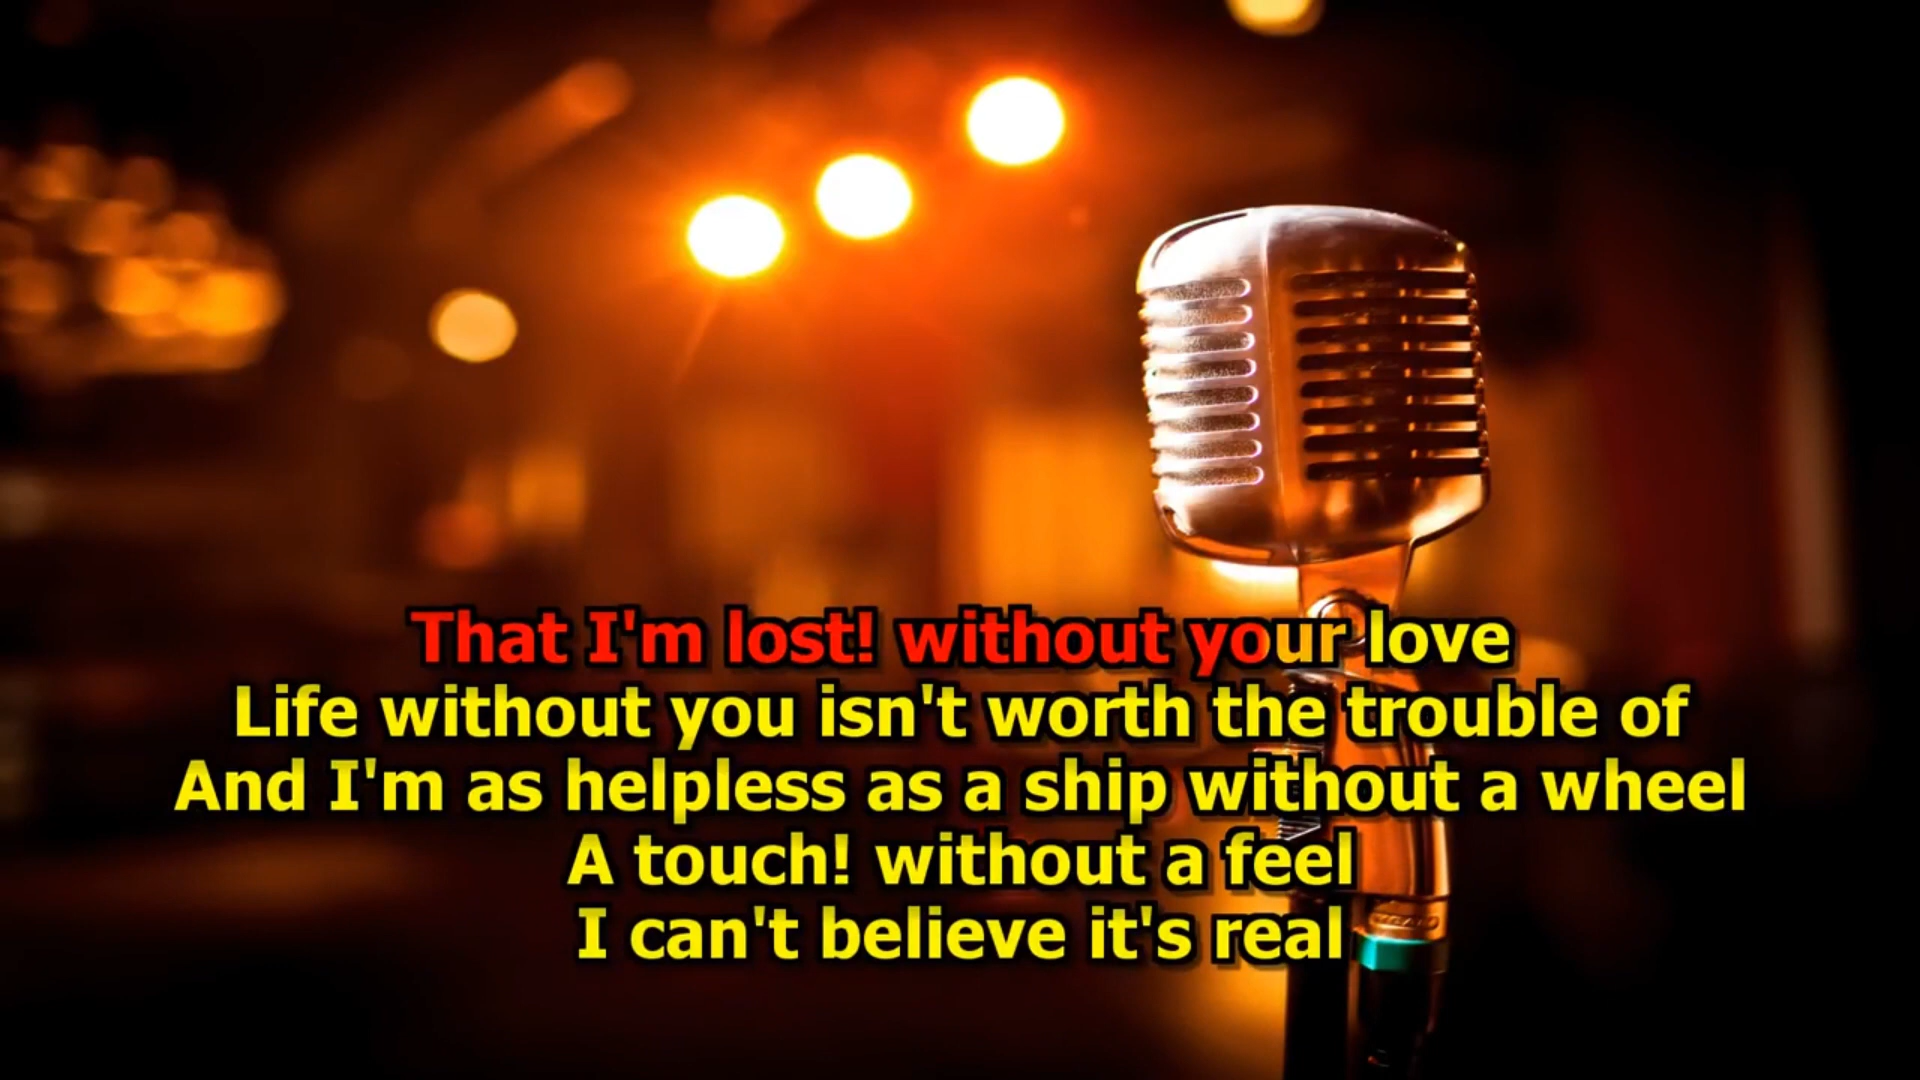 That I'm lost! without your love
Life without you isn't worth the trouble of
And I'm as helpless as a ship without a wheel
A touch! without a feel
I can't believe it's real